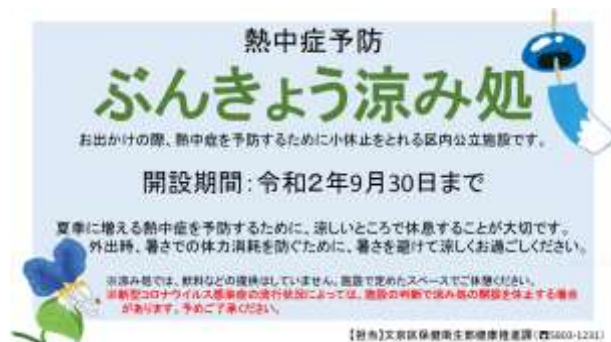 熱中症予防
ぶんきょう涼み処
お出かけの際、熱中症を予防するために小休止をとれる区内公立施設です。
開設期間：令和２年9月30日まで
夏季に増える熱中症を予防するために、涼しいところで休息することが大切です。
外出時、暑さでの体力消耗を防ぐために、暑さを避けて涼しくお過ごしください。
※涼み処では、飲料などの提供はしていません。施設で定めたスペースでご休憩ください。
※新型コロナウイルス感染症の流行状況によっては、施設の判断で涼み処の開設を休止する場合
があります。予めご了承ください。
【担当】文京区保健衛生部健康推進課（☎5803-1231）